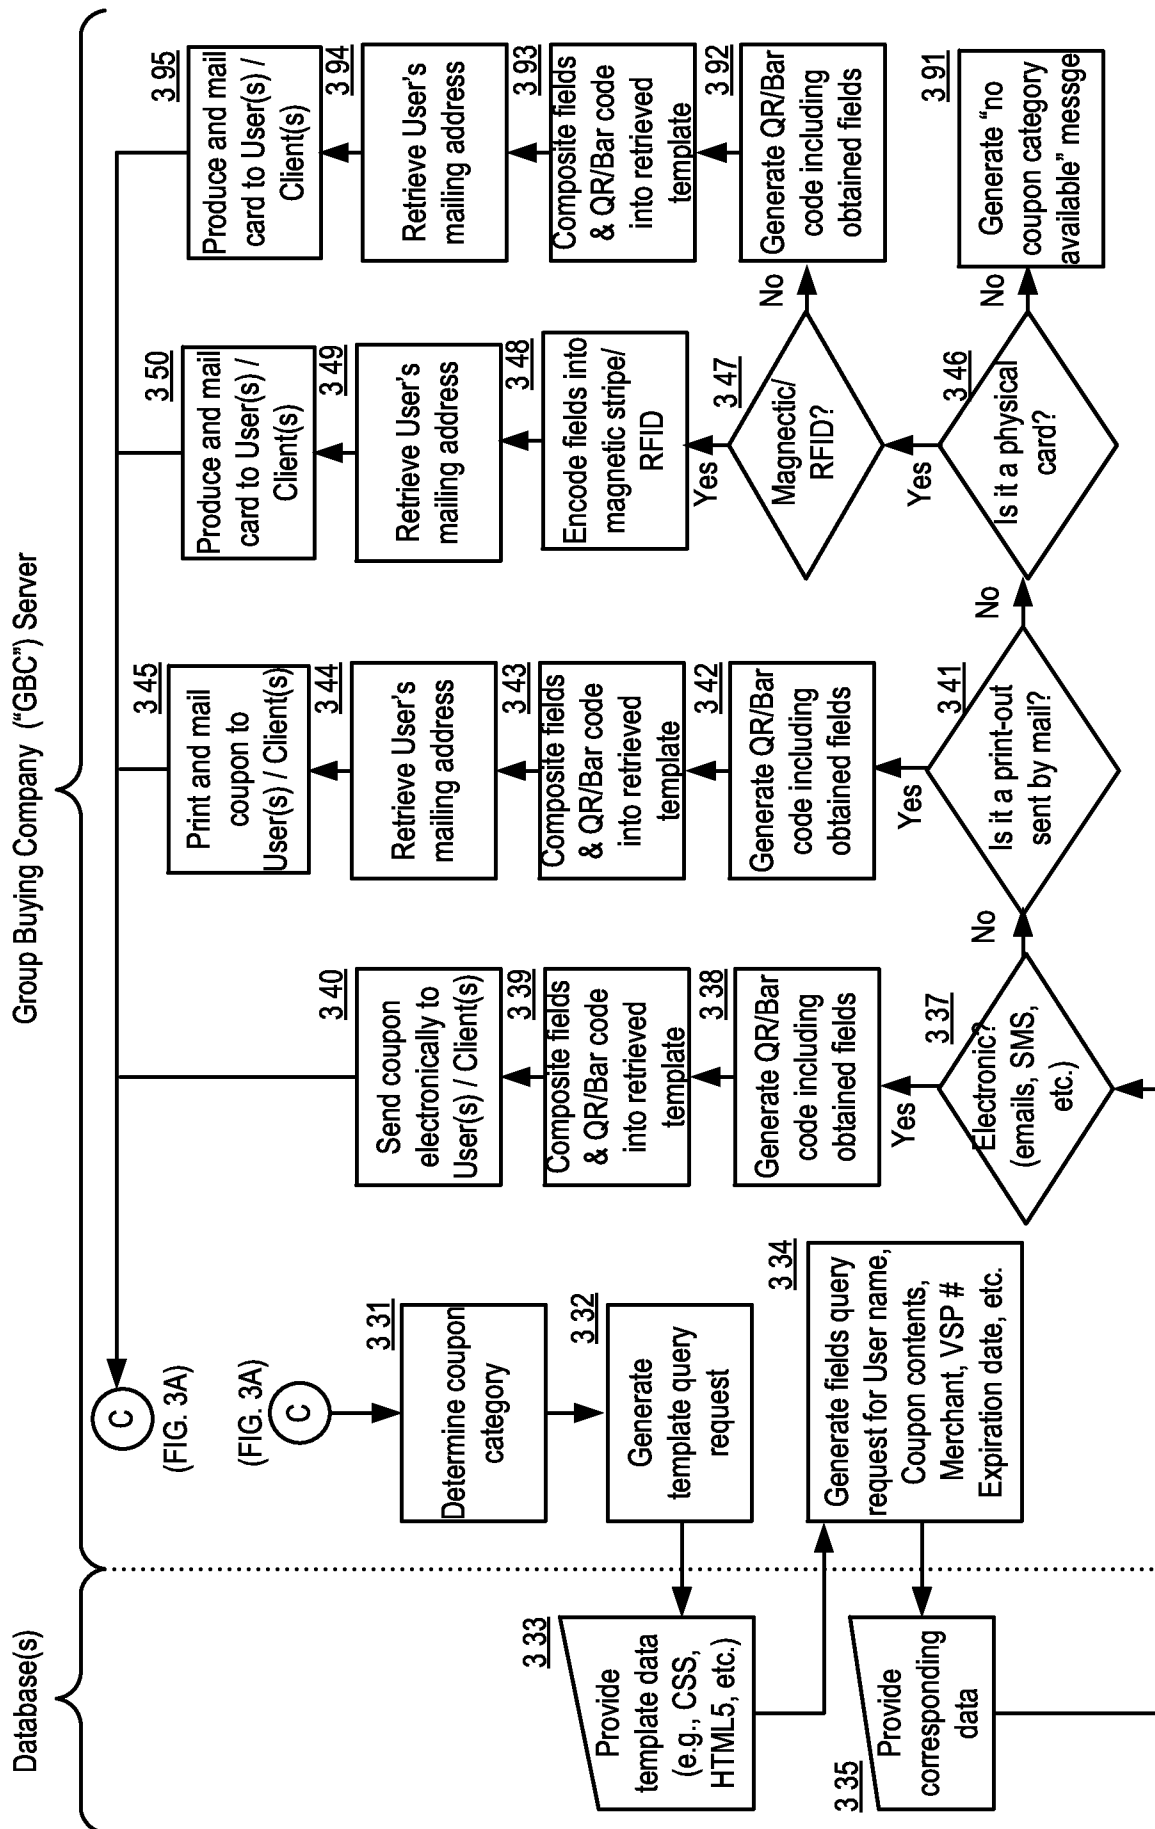 Database(s)
Group Buying Company ("GBC") Server
C
(FIG. 3A)
(FIG. 3A)
C
3 31
Determine coupon
category
3 32
Generate
template query
request
3 33
Provide
template data
(e.g., CSS,
HTML5, etc.)
3 34
Generate fields query
request for User name,
Coupon contents,
Merchant, VSP #
Expiration date, etc.
3 35
Provide
corresponding
data
3 37
Electronic?
(emails, SMS,
etc.)
Yes
No
3 38
Generate QR/Bar
code including
obtained fields
3 39
Composite fields
& QR/Bar code
into retrieved
template
3 40
Send coupon
electronically to
User(s) / Client(s)
3 41
Is it a print-out
sent by mail?
Yes
No
3 42
Generate QR/Bar
code including
obtained fields
3 43
Composite fields
& QR/Bar code
into retrieved
template
3 44
Retrieve User's
mailing address
3 45
Print and mail
coupon to
User(s) / Client(s)
3 46
Is it a physical
card?
Yes
No
3 47
Magnectic/
RFID?
Yes
No
3 48
Encode fields into
magnetic stripe/
RFID
3 49
Retrieve User's
mailing address
3 50
Produce and mail
card to User(s) /
Client(s)
3 91
Generate "no
coupon category
available" messge
3 92
Generate QR/Bar
code including
obtained fields
3 93
Composite fields
& QR/Bar code
into retrieved
template
3 94
Retrieve User's
mailing address
3 95
Produce and mail
card to User(s) /
Client(s)